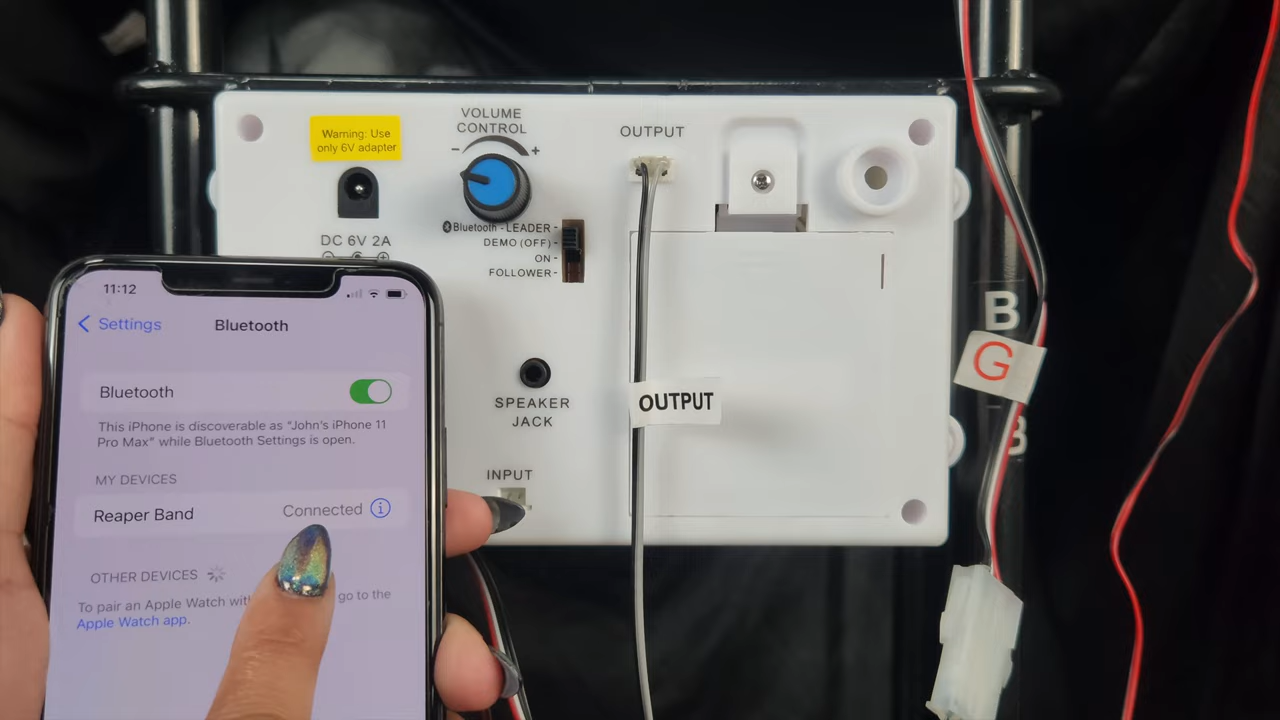 VOLUME
CONTROL
- +
Warning: Use
only 6V adapter
OUTPUT
Bluetooth - LEADER -
DEMO (OFF) -
ON -
FOLLOWER -
DC 6V 2A
SPEAKER
JACK
INPUT
OUTPUT
B
G
B
11:12
Settings
Bluetooth
Bluetooth
This iPhone is discoverable as "John's iPhone 11
Pro Max" while Bluetooth Settings is open.
MY DEVICES
Reaper Band Connected
OTHER DEVICES
To pair an Apple Watch go to the
Apple Watch app.